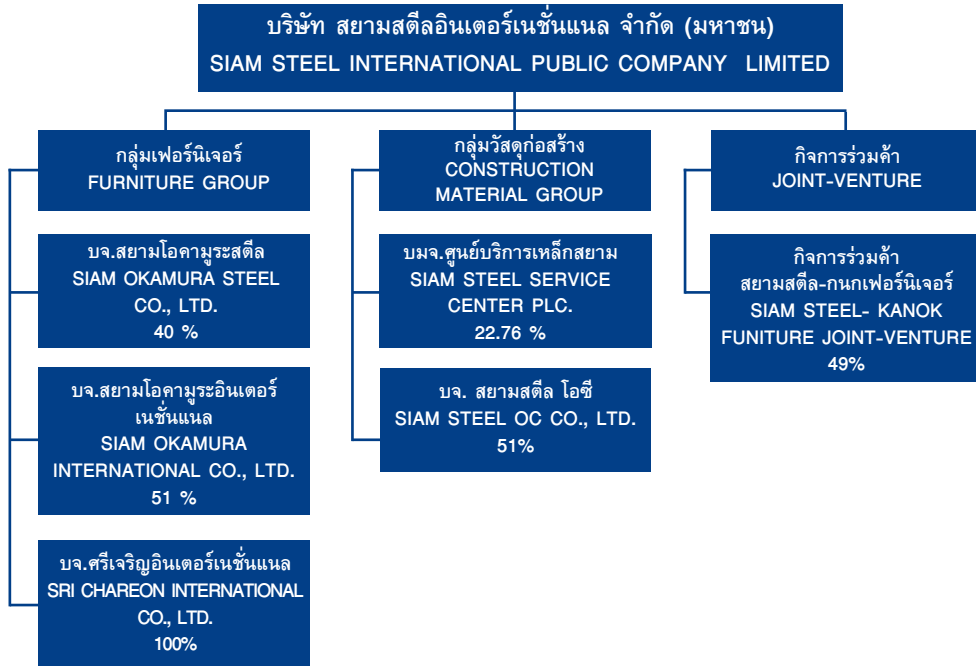 บริษัท สยามสตีลอินเตอร์เนชั่นแนล จำกัด (มหาชน)
SIAM STEEL INTERNATIONAL PUBLIC COMPANY LIMITED
กลุ่มเฟอร์นิเจอร์
FURNITURE GROUP
บจ.สยามโอคามูระสตีล
SIAM OKAMURA STEEL
CO., LTD.
40 %
บจ.สยามโอคามูระอินเตอร์
เนชั่นแนล
SIAM OKAMURA
INTERNATIONAL CO., LTD.
51 %
บจ.ศรีเจริญอินเตอร์เนชั่นแนล
SRI CHAREON INTERNATIONAL
CO., LTD.
100%
กลุ่มวัสดุก่อสร้าง
CONSTRUCTION
MATERIAL GROUP
บมจ.ศูนย์บริการเหล็กสยาม
SIAM STEEL SERVICE
CENTER PLC.
22.76 %
บจ. สยามสตีล โอซี
SIAM STEEL OC CO., LTD.
51%
กิจการร่วมค้า
JOINT-VENTURE
กิจการร่วมค้า
สยามสตีล-กนกเฟอร์นิเจอร์
SIAM STEEL- KANOK
FUNITURE JOINT-VENTURE
49%